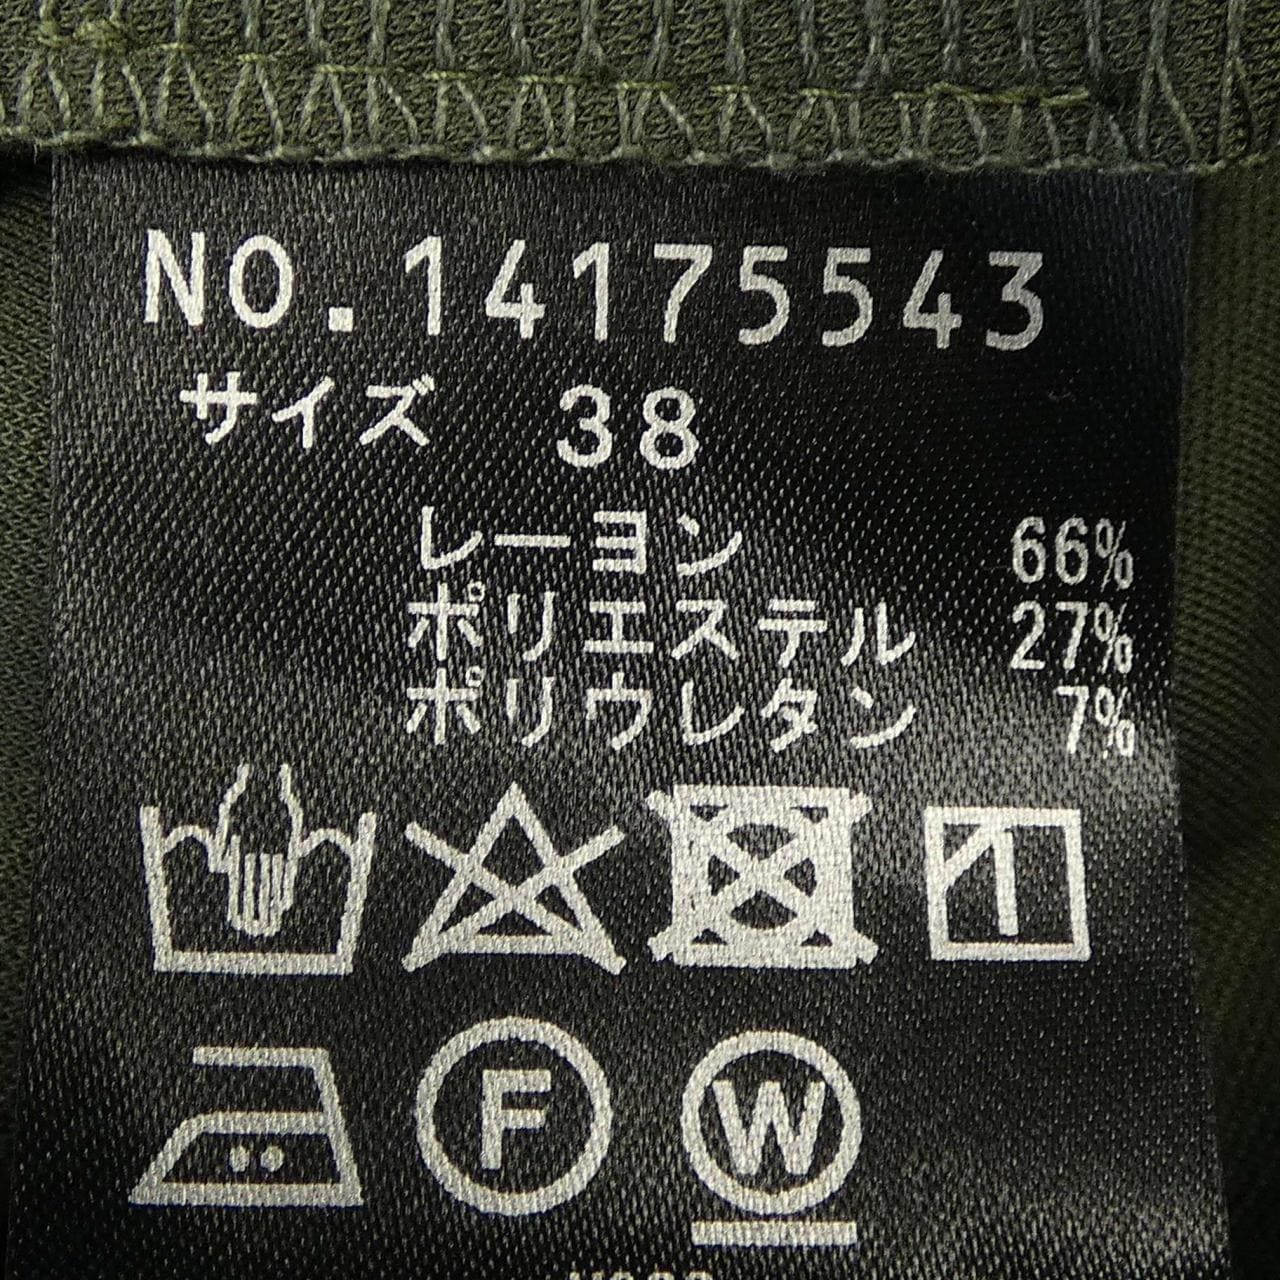 NO.14175543
サイズ 38
レーヨン 66%
ポリエステル 27%
ポリウレタン 7%
F W